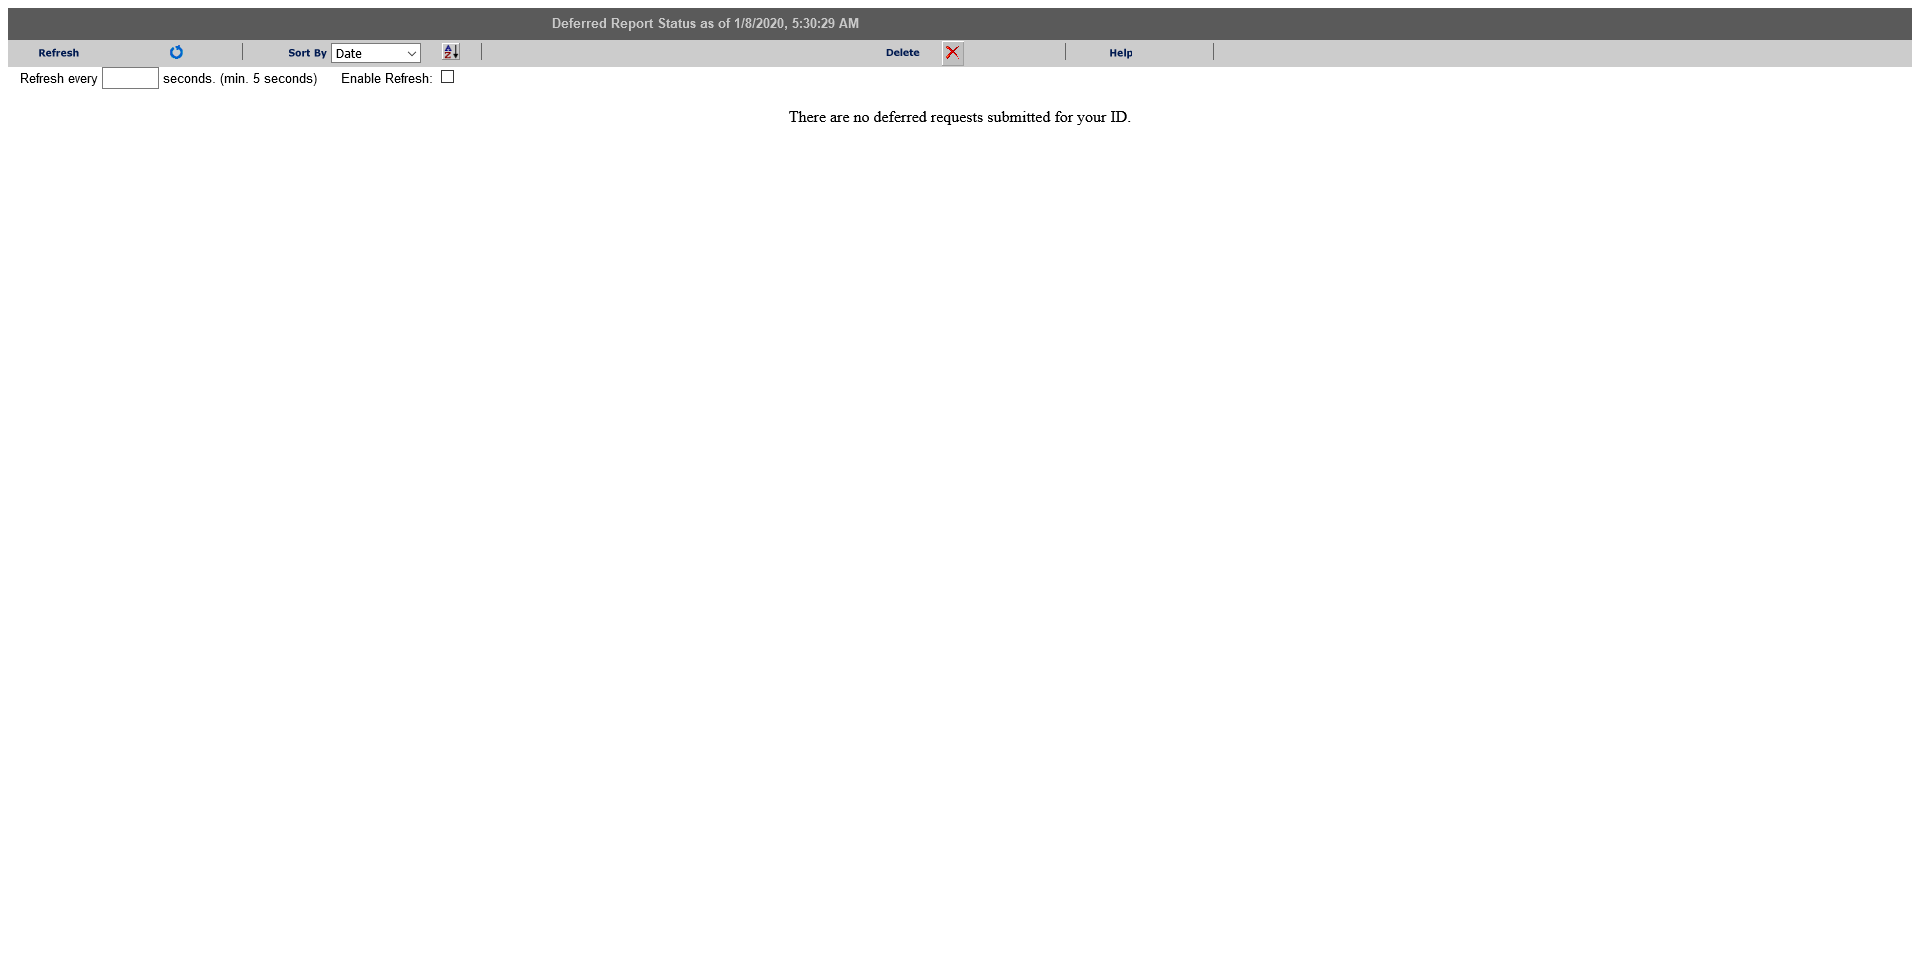 Deferred Report Status as of 1/8/2020, 5:30:29 AM
Refresh Sort By Date Delete Help
Refresh every seconds. (min. 5 seconds) Enable Refresh:
There are no deferred requests submitted for your ID.